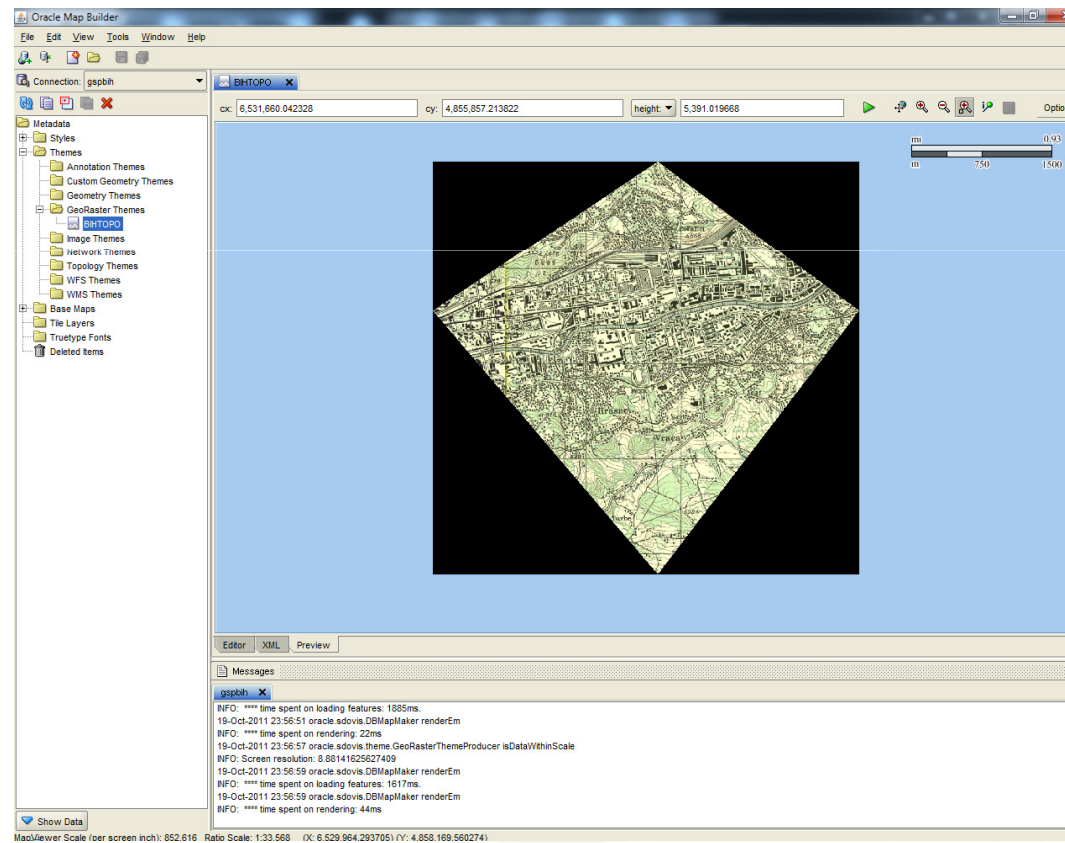 Oracle Map Builder
File Edit View Tools Window Help
Connection: gspbih
BIHTOPO
cx: 6,531,660.042328 cy: 4,855,857.213822 height: 5,391.019668 Optio
Metadata
Styles
Themes
Annotation Themes
Custom Geometry Themes
Geometry Themes
GeoRaster Themes
BIHTOPO
Image Themes
Network Themes
Topology Themes
WFS Themes
WMS Themes
Base Maps
Tile Layers
Truetype Fonts
Deleted Items
mi 0.93
m 750 1500
Hrasno
Vraca
Editor XML Preview
Messages
gspbih
INFO: **** time spent on loading features: 1885ms.
19-Oct-2011 23:56:51 oracle.sdovis.DBMapMaker renderEm
INFO: **** time spent on rendering: 22ms
19-Oct-2011 23:56:57 oracle.sdovis.theme.GeoRasterThemeProducer isDataWithinScale
INFO: Screen resolution: 8.88141625627409
19-Oct-2011 23:56:59 oracle.sdovis.DBMapMaker renderEm
INFO: **** time spent on loading features: 1617ms.
19-Oct-2011 23:56:59 oracle.sdovis.DBMapMaker renderEm
INFO: **** time spent on rendering: 44ms
Show Data
MapViewer Scale (per screen inch): 852.616 Ratio Scale: 1:33,568 (X: 6,529,964.293705) (Y: 4,858,169.560274)